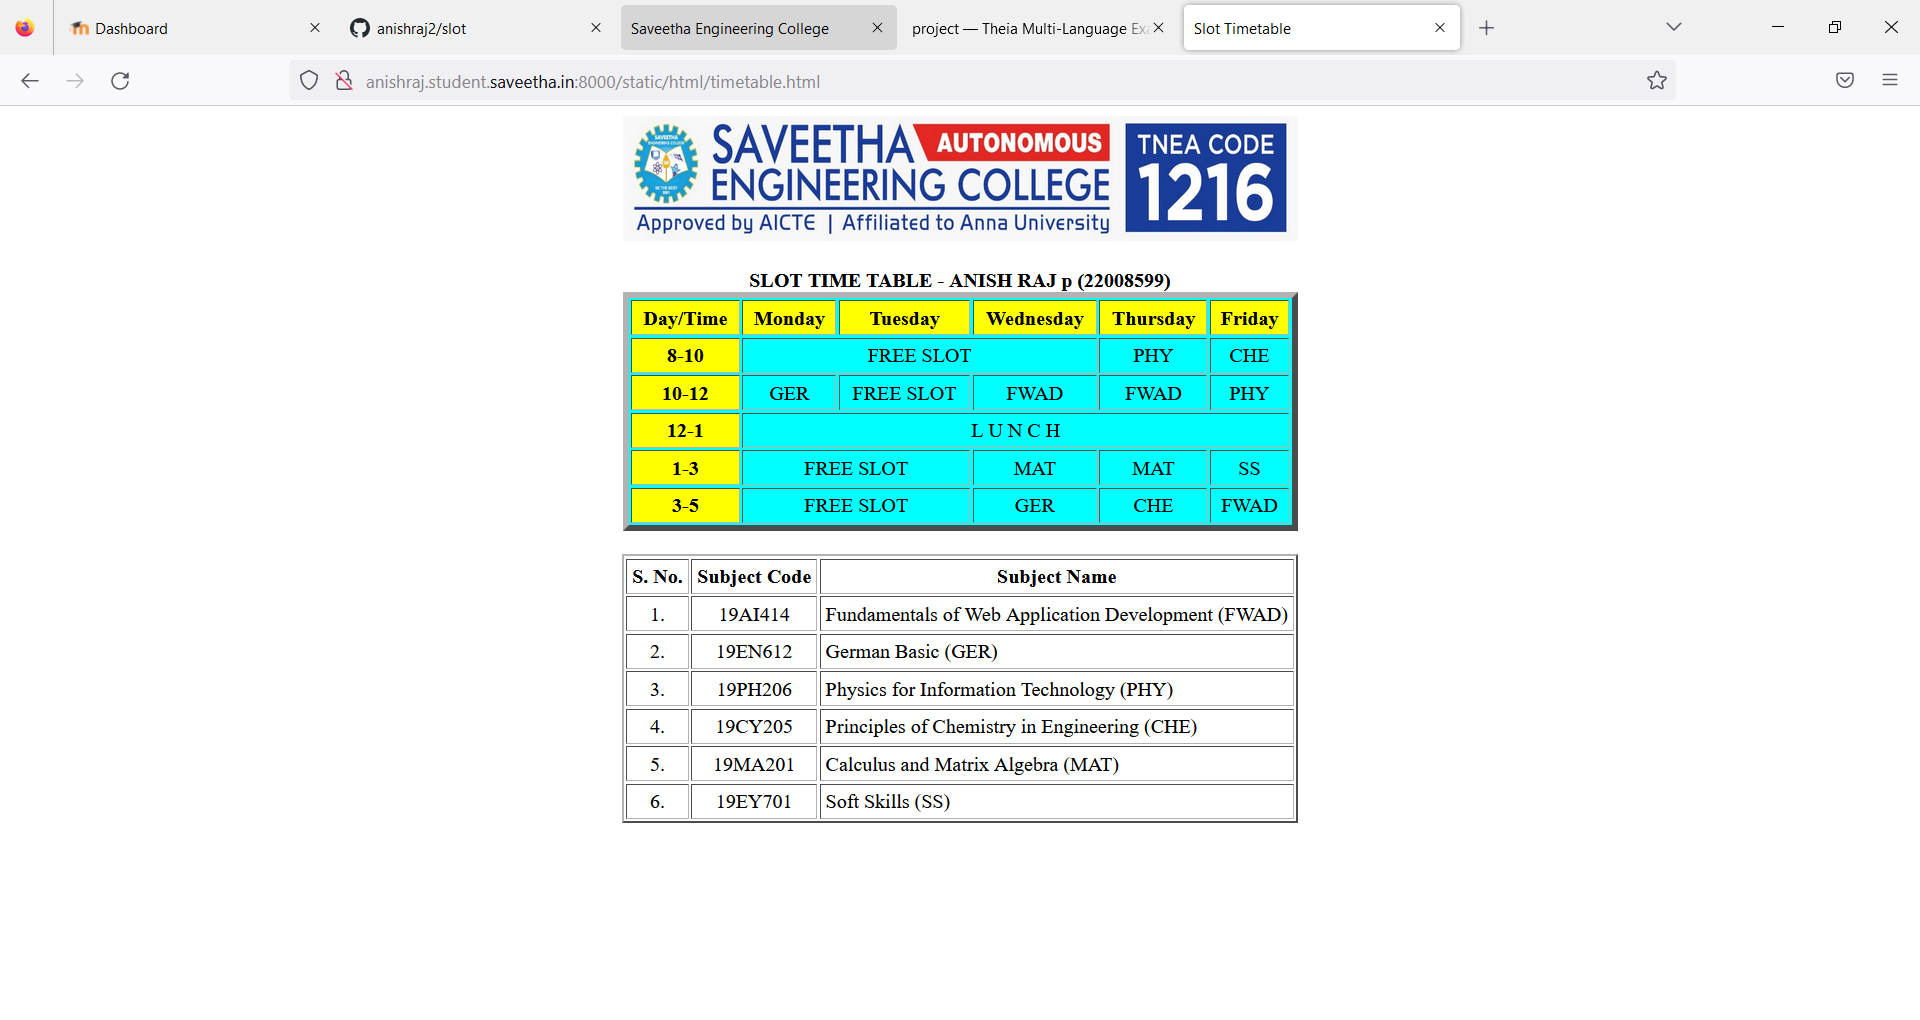 Dashboard
anishraj2/slot
Saveetha Engineering College
project — Theia Multi-Language Ex
Slot Timetable
anishraj.student.saveetha.in:8000/static/html/timetable.html
SAVEETHA AUTONOMOUS
ENGINEERING COLLEGE
Approved by AICTE | Affiliated to Anna University
TNEA CODE
1216
SAVEETHA
ENGINEERING COLLEGE
BE THE BEST
SLOT TIME TABLE - ANISH RAJ p (22008599)
Day/Time Monday Tuesday Wednesday Thursday Friday
8-10 FREE SLOT PHY CHE
10-12 GER FREE SLOT FWAD FWAD PHY
12-1 L U N C H
1-3 FREE SLOT MAT MAT SS
3-5 FREE SLOT GER CHE FWAD
S. No. Subject Code Subject Name
1. 19AI414 Fundamentals of Web Application Development (FWAD)
2. 19EN612 German Basic (GER)
3. 19PH206 Physics for Information Technology (PHY)
4. 19CY205 Principles of Chemistry in Engineering (CHE)
5. 19MA201 Calculus and Matrix Algebra (MAT)
6. 19EY701 Soft Skills (SS)